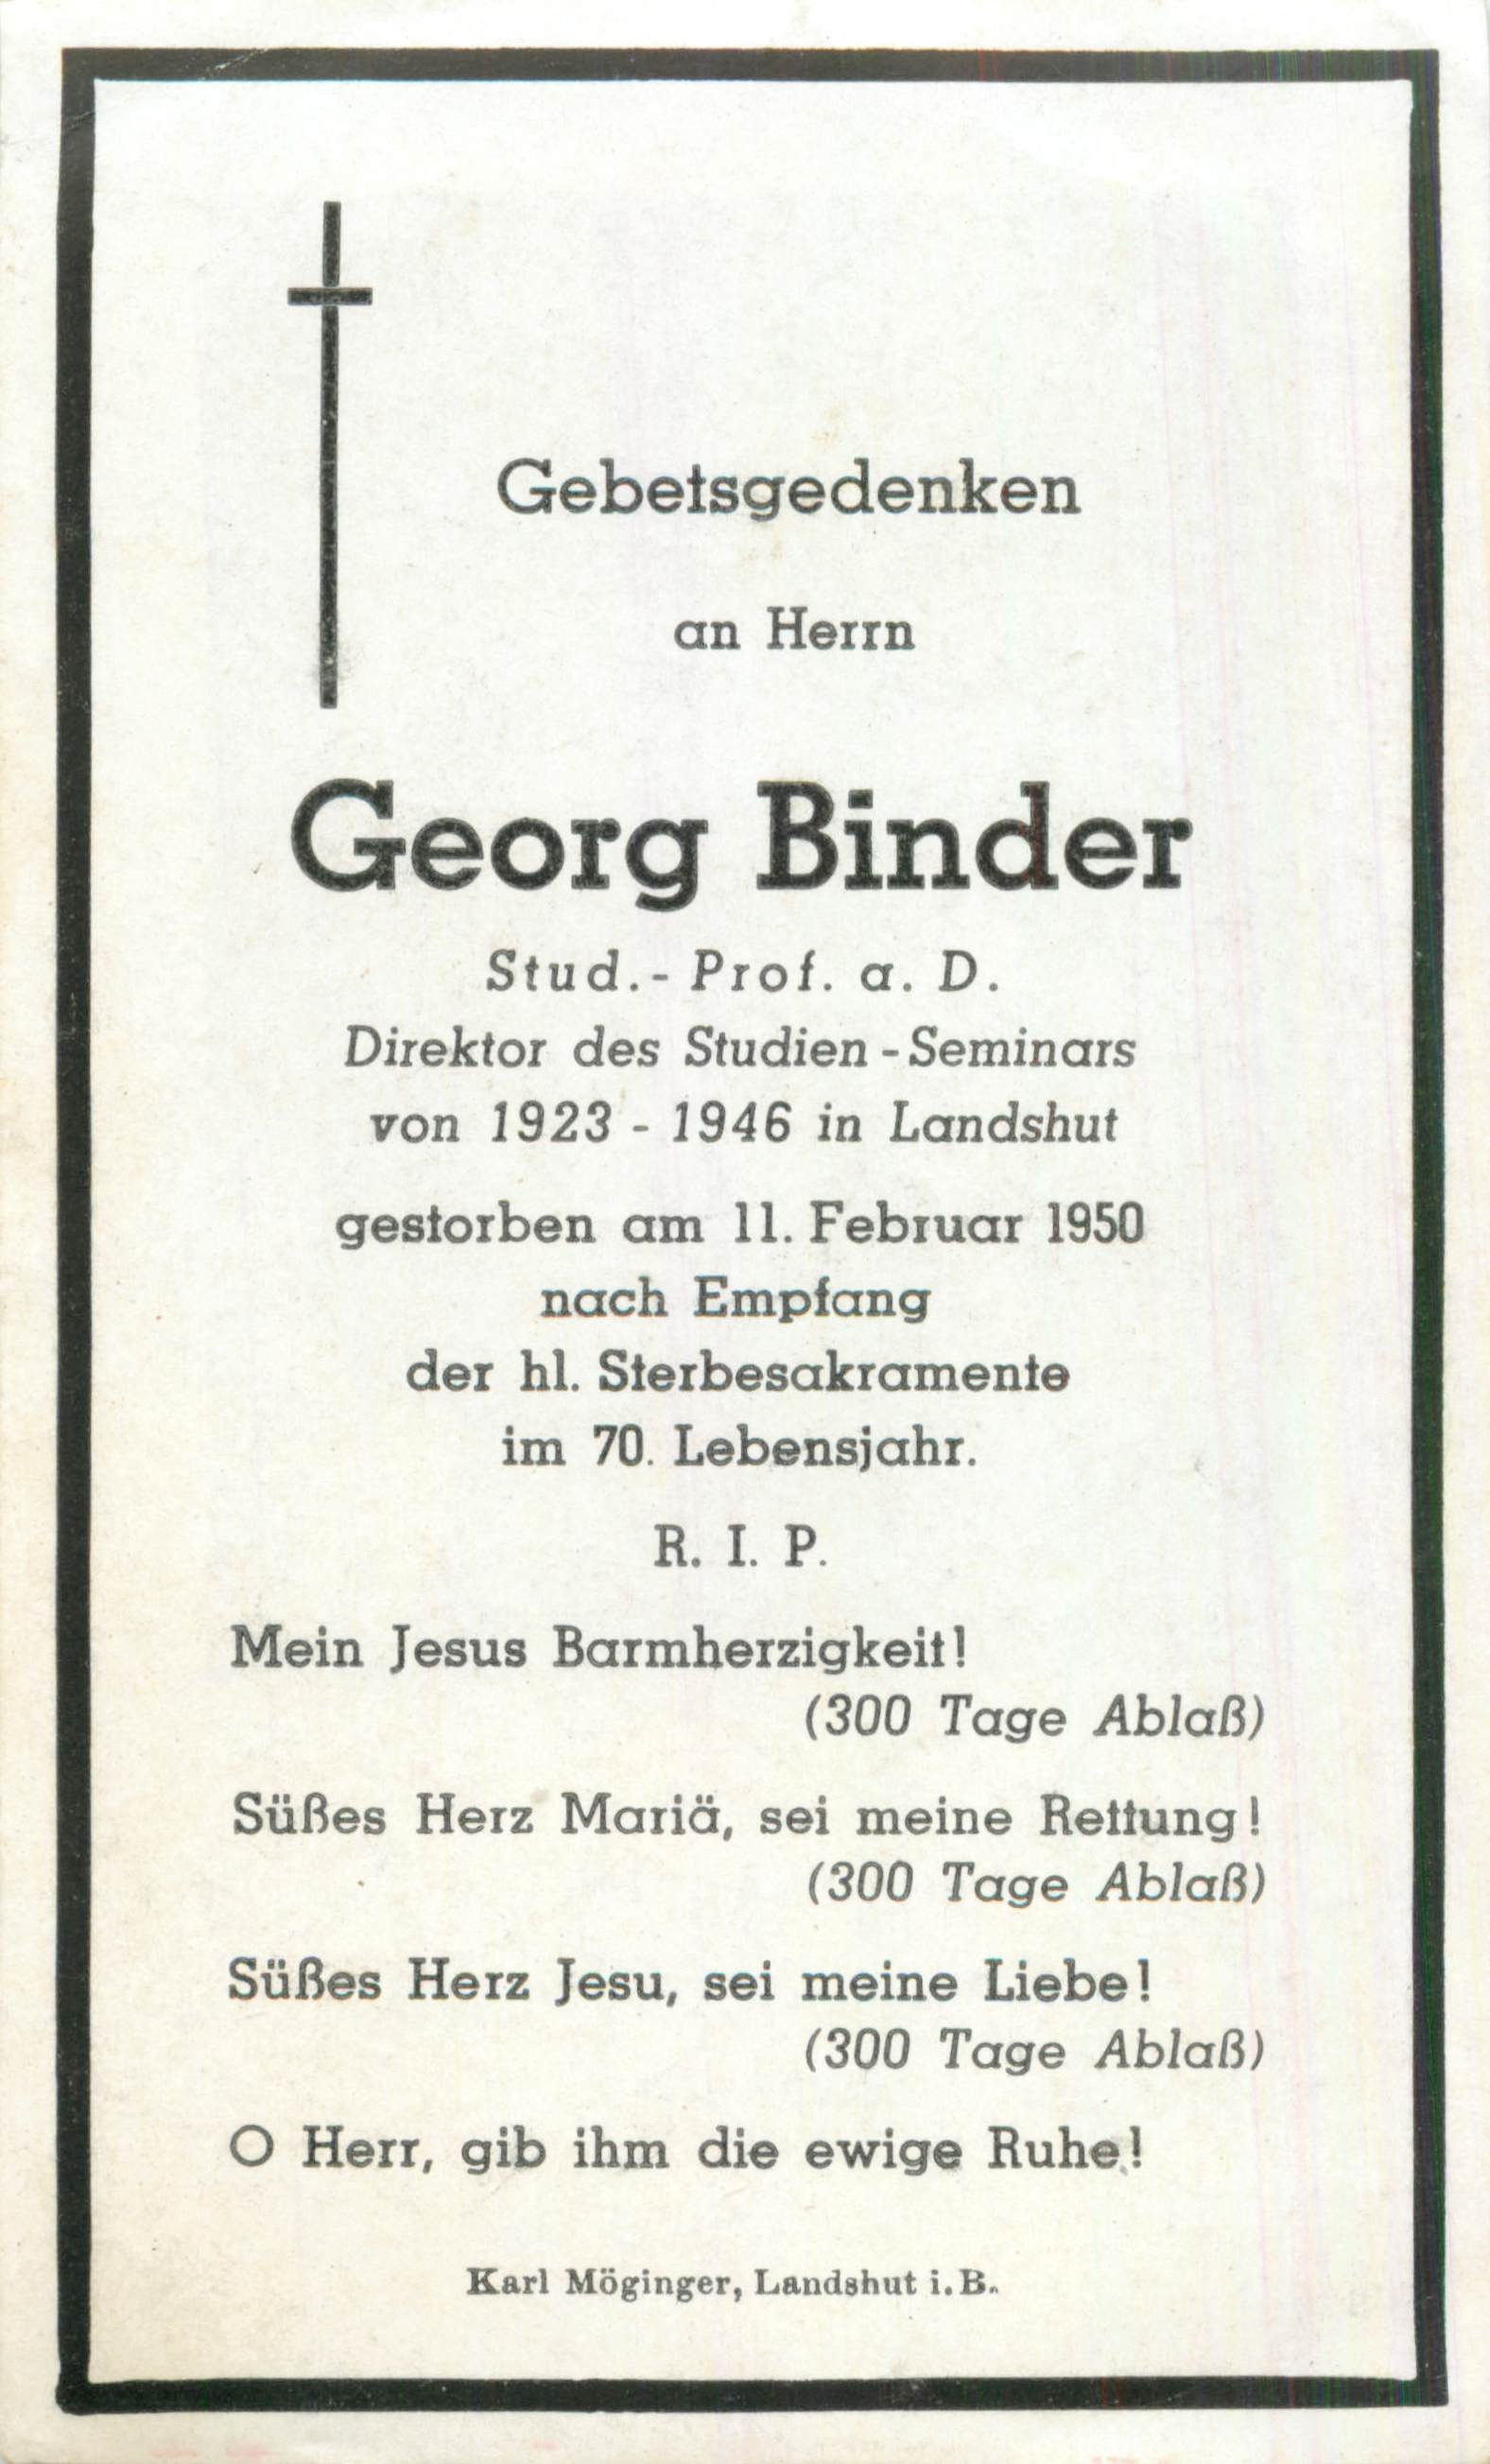 Gebetsgedenken
an Herrn
Georg Binder
Stud.- Prof. a. D.
Direktor des Studien - Seminars
von 1923 - 1946 in Landshut
gestorben am 11. Februar 1950
nach Empfang
der hl. Sterbesakramente
im 70. Lebensjahr.
R. I. P.
Mein Jesus Barmherzigkeit!
(300 Tage Ablaß)
Süßes Herz Mariä, sei meine Rettung!
(300 Tage Ablaß)
Süßes Herz Jesu, sei meine Liebe!
(300 Tage Ablaß)
O Herr, gib ihm die ewige Ruhe!
Karl Möginger, Landshut i. B.